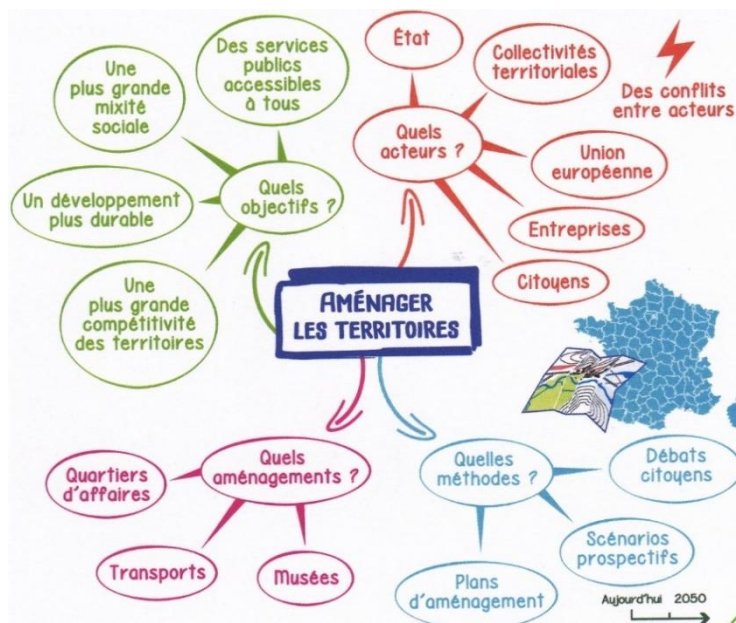 Des services
publics
accessibles
à tous
Une
plus grande
mixité
sociale
Un développement
plus durable
Une
plus grande
compétitivité
des territoires
Quels
objectifs ?
État
Collectivités
territoriales
Des conflits
entre acteurs
Quels
acteurs ?
Union
européenne
Entreprises
Citoyens
AMÉNAGER
LES TERRITOIRES
Quels
aménagements ?
Quartiers
d'affaires
Transports
Musées
Quelles
méthodes ?
Débats
citoyens
Scénarios
prospectifs
Plans
d'aménagement
Aujourd'hui 2050